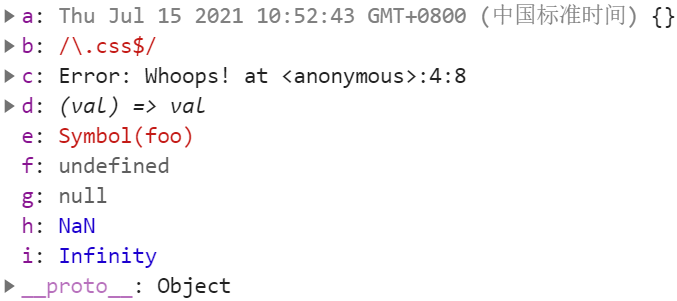 a: Thu Jul 15 2021 10:52:43 GMT+0800 (中国标准时间) {}
b: /\.css$/
c: Error: Whoops! at <anonymous>:4:8
d: (val) => val
e: Symbol(foo)
f: undefined
g: null
h: NaN
i: Infinity
__proto__: Object